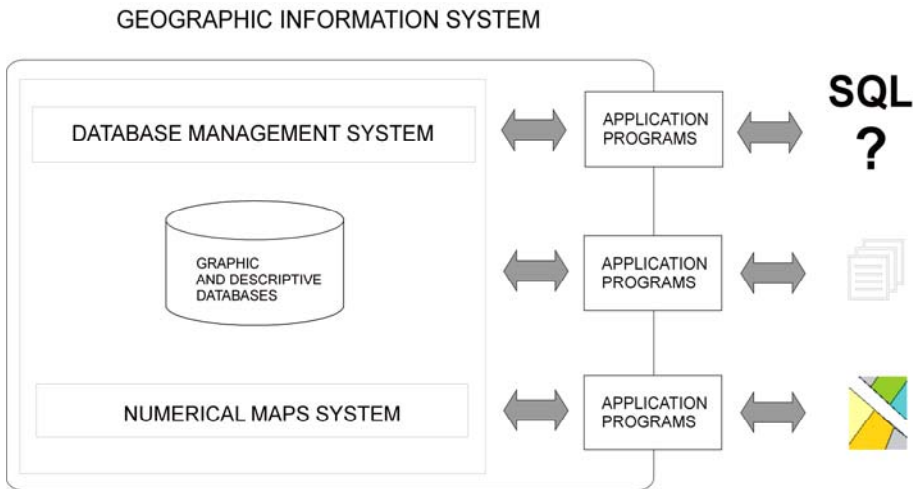 GEOGRAPHIC INFORMATION SYSTEM
DATABASE MANAGEMENT SYSTEM
APPLICATION
PROGRAMS
SQL
?
GRAPHIC
AND DESCRIPTIVE
DATABASES
APPLICATION
PROGRAMS
NUMERICAL MAPS SYSTEM
APPLICATION
PROGRAMS